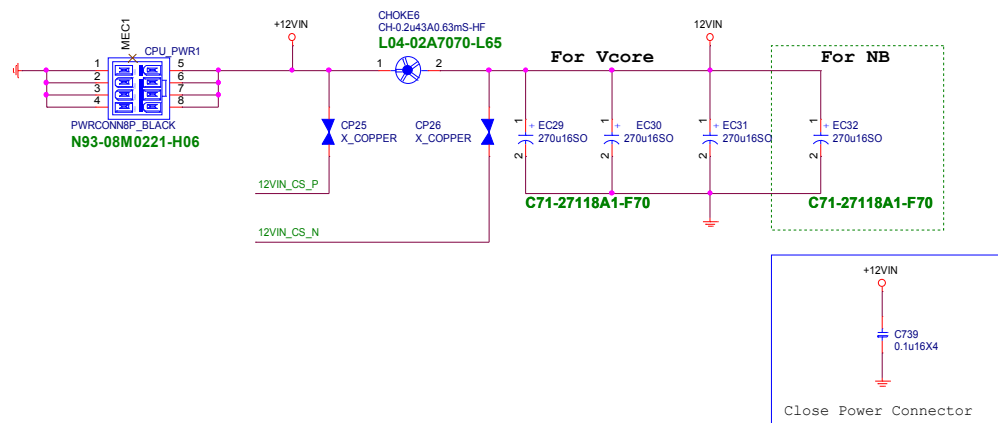 MEC1
CPU_PWR1
1
2
3
4
5
6
7
8
PWRCONN8P_BLACK
N93-08M0221-H06
+12VIN
CHOKE6
CH-0.2u43A0.63mS-HF
L04-02A7070-L65
1
2
CP25
X_COPPER
CP26
X_COPPER
12VIN_CS_P
12VIN_CS_N
For Vcore
12VIN
For NB
1
+ EC29
270u16SO
2
1
+ EC30
270u16SO
2
1
+ EC31
270u16SO
2
1
+ EC32
270u16SO
2
C71-27118A1-F70
C71-27118A1-F70
+12VIN
C739
0.1u16X4
Close Power Connector